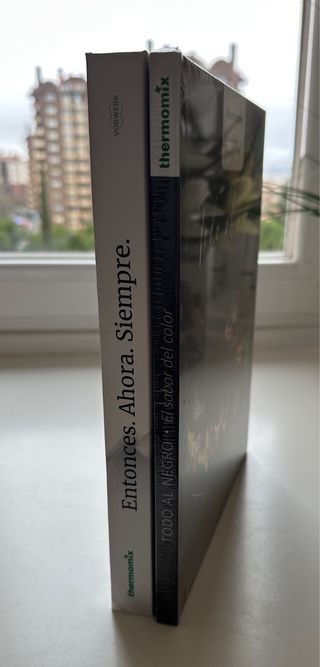 VORWERK
Entonces. Ahora. Siempre.
thermomix
thermomix
TODO AL NEGRO El sabor del color